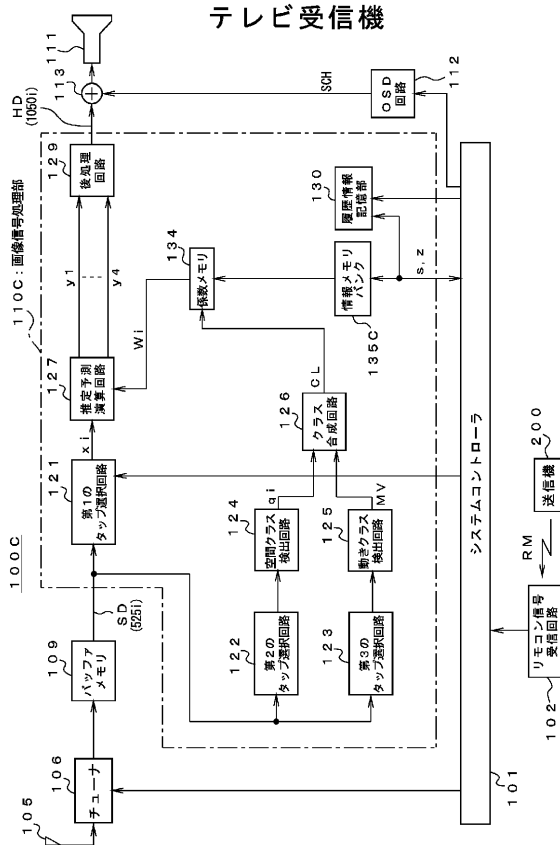 テレビ受信機
100C
110C:画像信号処理部
105
106
チューナ
109
バッファ
メモリ
SD
(525i)
121
第1の
タップ選択回路
xi
127
推定予測
演算回路
y1
y4
129
後処理
回路
HD
(1050i)
113
111
Wi
134
係数メモリ
122
第2の
タップ選択回路
124
空間クラス
検出回路
qi
123
第3の
タップ選択回路
125
動きクラス
検出回路
MV
126
クラス
合成回路
CL
情報メモリ
バンク
135C
130
履歴情報
記憶部
s,z
SCH
OSD
回路
112
システムコントローラ
101
102
リモコン信号
受信回路
RM
200
送信機